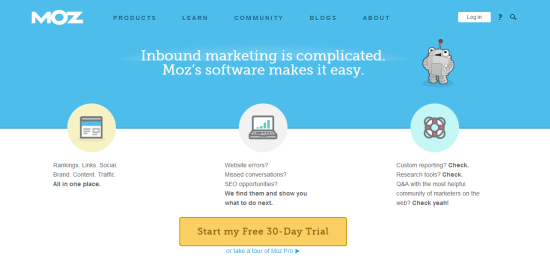 MOZ
PRODUCTS LEARN COMMUNITY BLOGS ABOUT Log in ?
Inbound marketing is complicated.
Moz's software makes it easy.
Rankings. Links. Social.
Brand. Content. Traffic.
All in one place.
Website errors?
Missed conversations?
SEO opportunities?
We find them and show you
what to do next.
Custom reporting? Check.
Research tools? Check.
Q&A with the most helpful
community of marketers on the
web? Check yeah!
Start my Free 30-Day Trial
or take a tour of Moz Pro ▶